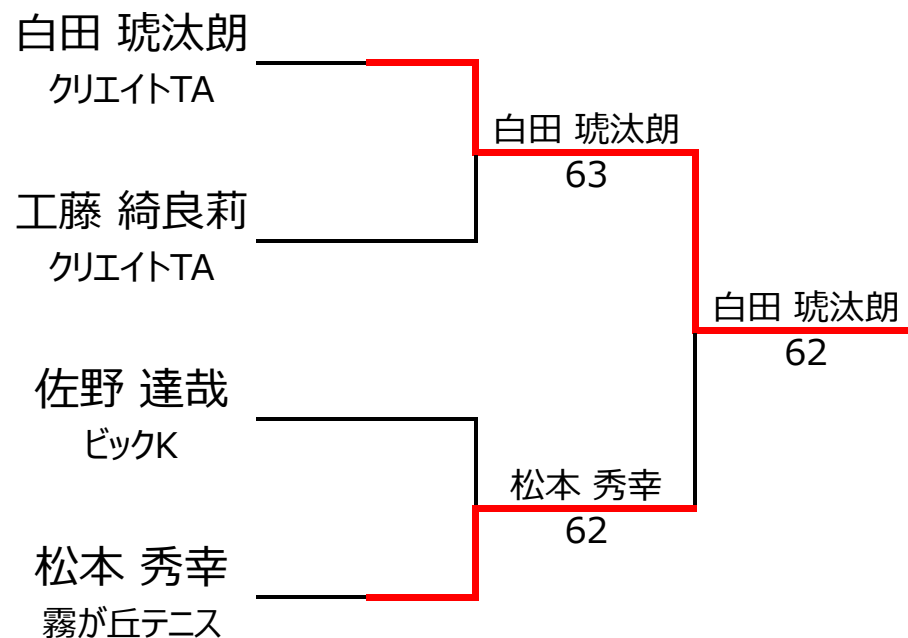 白田 琥汰朗
クリエイトTA
白田 琥汰朗
63
工藤 綺良莉
クリエイトTA
白田 琥汰朗
62
佐野 達哉
ビックK
松本 秀幸
62
松本 秀幸
霧が丘テニス